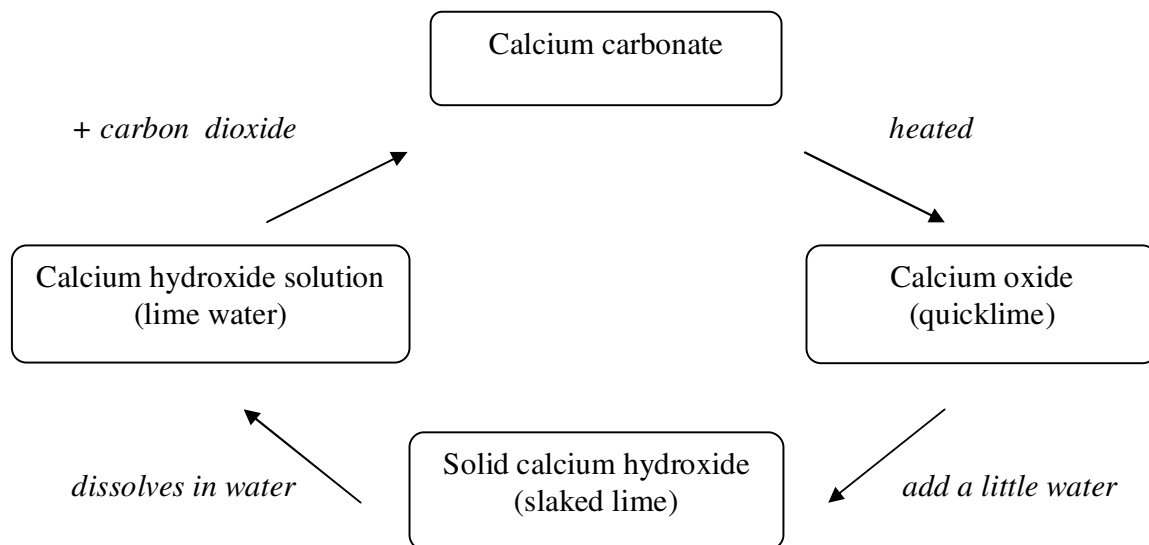 Calcium carbonate
+ carbon dioxide
heated
Calcium hydroxide solution
(lime water)
Calcium oxide
(quicklime)
Solid calcium hydroxide
(slaked lime)
dissolves in water
add a little water